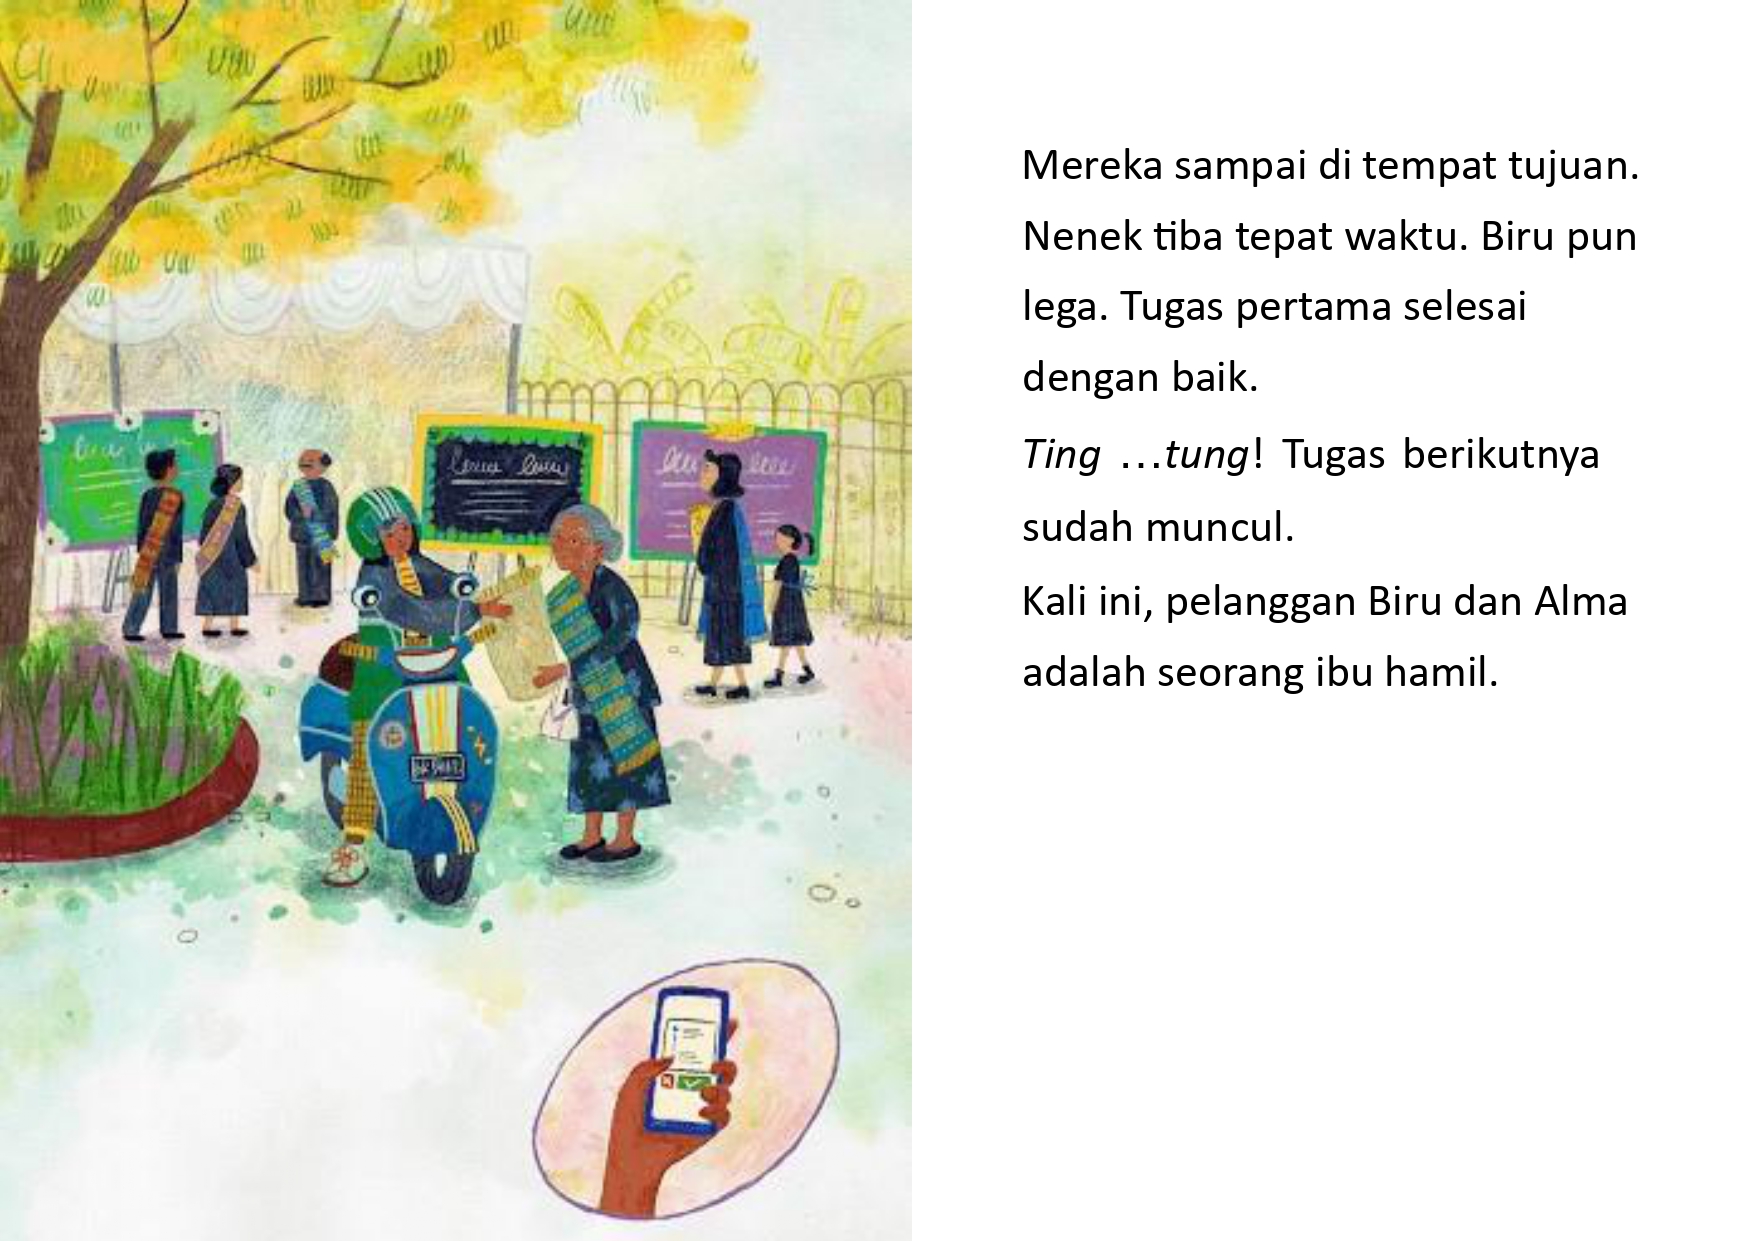 Mereka sampai di tempat tujuan.
Nenek tiba tepat waktu. Biru pun
lega. Tugas pertama selesai
dengan baik.
Ting …tung! Tugas berikutnya
sudah muncul.
Kali ini, pelanggan Biru dan Alma
adalah seorang ibu hamil.